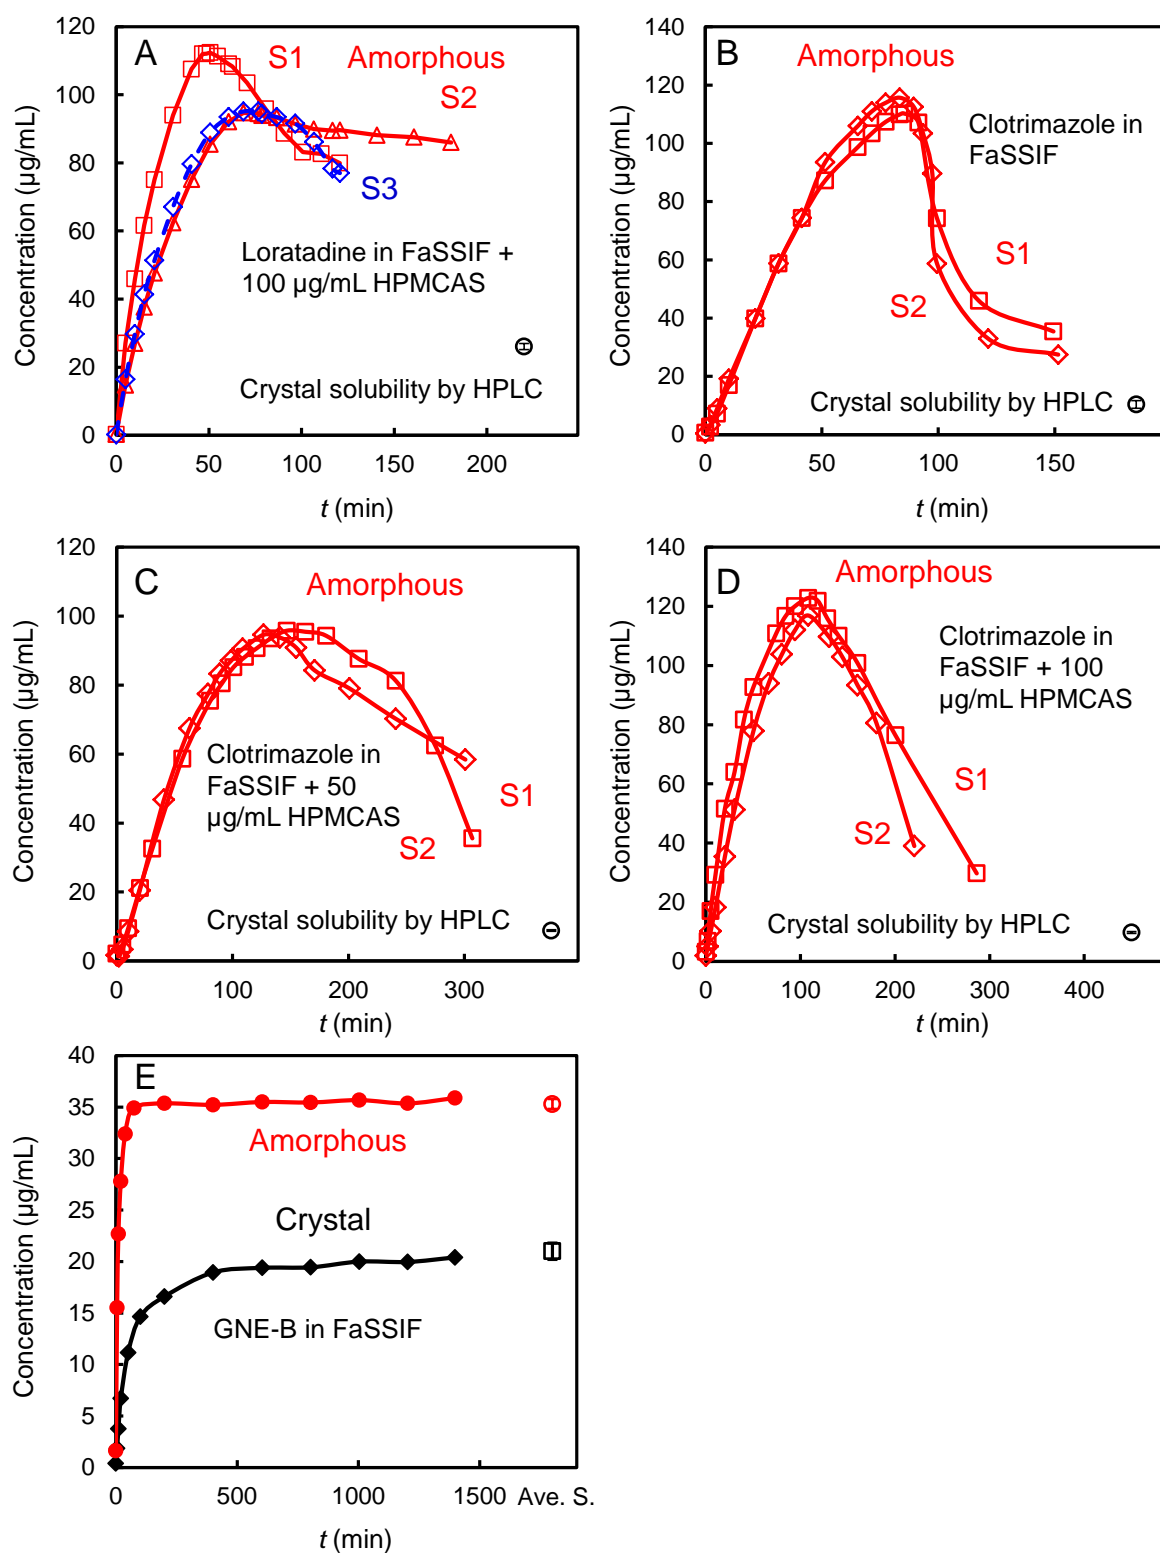 A
S1
Amorphous
S2
S3
Loratadine in FaSSIF +
100 µg/mL HPMCAS
Crystal solubility by HPLC
Concentration (µg/mL)
0
20
40
60
80
100
120
0
50
100
150
200
t (min)
B
Amorphous
Clotrimazole in
FaSSIF
S1
S2
Crystal solubility by HPLC
Concentration (µg/mL)
0
20
40
60
80
100
120
140
0
50
100
150
t (min)
C
Amorphous
Clotrimazole in
FaSSIF + 50
µg/mL HPMCAS
S1
S2
Crystal solubility by HPLC
Concentration (µg/mL)
0
20
40
60
80
100
120
0
100
200
300
t (min)
D
Amorphous
Clotrimazole in
FaSSIF + 100
µg/mL HPMCAS
S1
S2
Crystal solubility by HPLC
Concentration (µg/mL)
0
20
40
60
80
100
120
140
0
100
200
300
400
t (min)
E
Amorphous
Crystal
GNE-B in FaSSIF
Concentration (µg/mL)
0
5
10
15
20
25
30
35
40
0
500
1000
1500
Ave. S.
t (min)